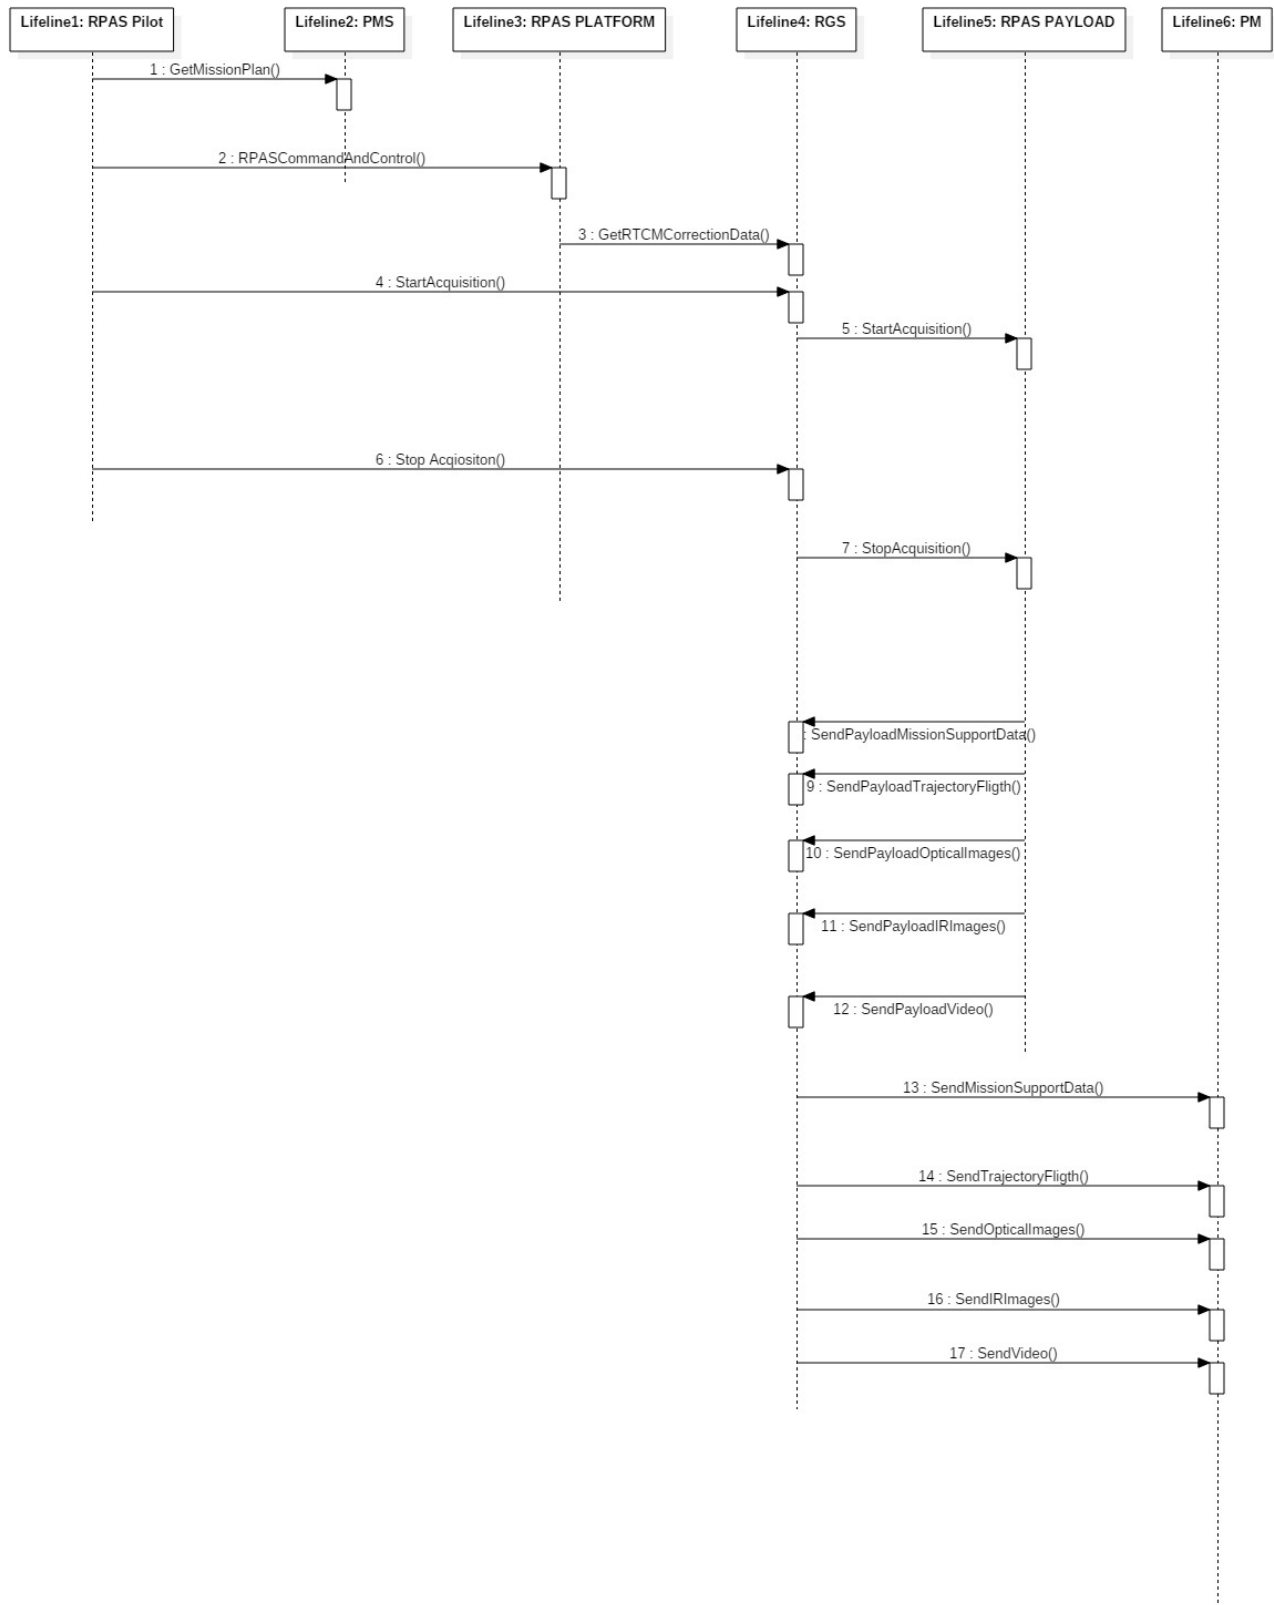 Lifeline1: RPAS Pilot
Lifeline2: PMS
Lifeline3: RPAS PLATFORM
Lifeline4: RGS
Lifeline5: RPAS PAYLOAD
Lifeline6: PM
1 : GetMissionPlan()
2 : RPASCommandAndControl()
3 : GetRTCMCorrectionData()
4 : StartAcquisition()
5 : StartAcquisition()
6 : Stop Acqiositon()
7 : StopAcquisition()
: SendPayloadMissionSupportData()
9 : SendPayloadTrajectoryFligth()
10 : SendPayloadOpticalImages()
11 : SendPayloadIRImages()
12 : SendPayloadVideo()
13 : SendMissionSupportData()
14 : SendTrajectoryFligth()
15 : SendOpticalImages()
16 : SendIRImages()
17 : SendVideo()